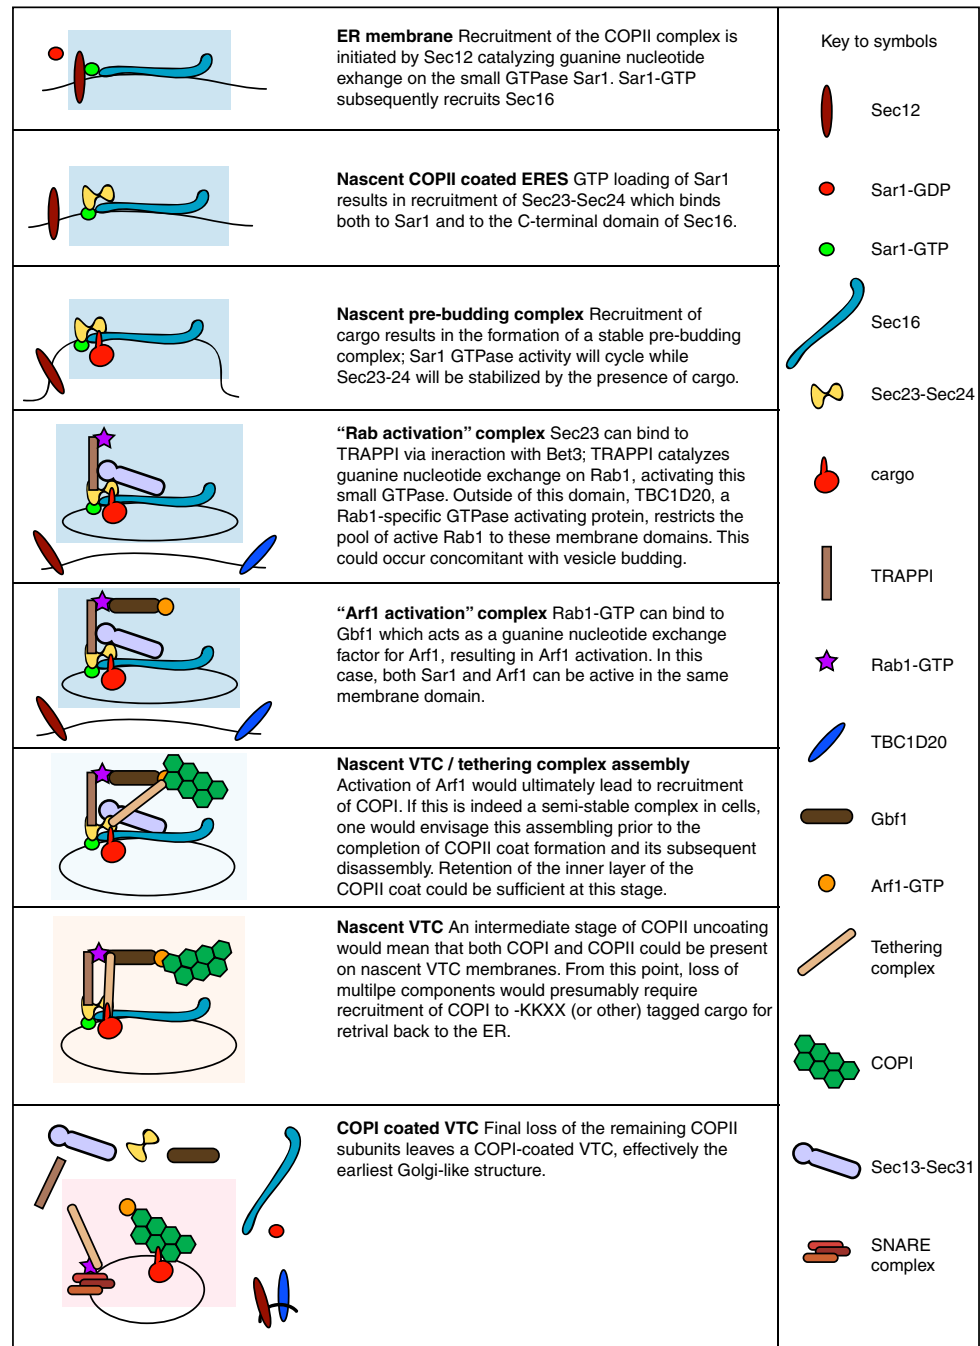 ER membrane Recruitment of the COPII complex is
initiated by Sec12 catalyzing guanine nucleotide
exhange on the small GTPase Sar1. Sar1-GTP
subsequently recruits Sec16
Nascent COPII coated ERES GTP loading of Sar1
results in recruitment of Sec23-Sec24 which binds
both to Sar1 and to the C-terminal domain of Sec16.
Nascent pre-budding complex Recruitment of
cargo results in the formation of a stable pre-budding
complex; Sar1 GTPase activity will cycle while
Sec23-24 will be stabilized by the presence of cargo.
“Rab activation” complex Sec23 can bind to
TRAPPI via ineraction with Bet3; TRAPPI catalyzes
guanine nucleotide exchange on Rab1, activating this
small GTPase. Outside of this domain, TBC1D20, a
Rab1-specific GTPase activating protein, restricts the
pool of active Rab1 to these membrane domains. This
could occur concomitant with vesicle budding.
“Arf1 activation” complex Rab1-GTP can bind to
Gbf1 which acts as a guanine nucleotide exchange
factor for Arf1, resulting in Arf1 activation. In this
case, both Sar1 and Arf1 can be active in the same
membrane domain.
Nascent VTC / tethering complex assembly
Activation of Arf1 would ultimately lead to recruitment
of COPI. If this is indeed a semi-stable complex in cells,
one would envisage this assembling prior to the
completion of COPII coat formation and its subsequent
disassembly. Retention of the inner layer of the
COPII coat could be sufficient at this stage.
Nascent VTC An intermediate stage of COPII uncoating
would mean that both COPI and COPII could be present
on nascent VTC membranes. From this point, loss of
multilpe components would presumably require
recruitment of COPI to -KKXX (or other) tagged cargo for
retrival back to the ER.
COPI coated VTC Final loss of the remaining COPII
subunits leaves a COPI-coated VTC, effectively the
earliest Golgi-like structure.
Key to symbols
Sec12
Sar1-GDP
Sar1-GTP
Sec16
Sec23-Sec24
cargo
TRAPPI
Rab1-GTP
TBC1D20
Gbf1
Arf1-GTP
Tethering
complex
COPI
Sec13-Sec31
SNARE
complex